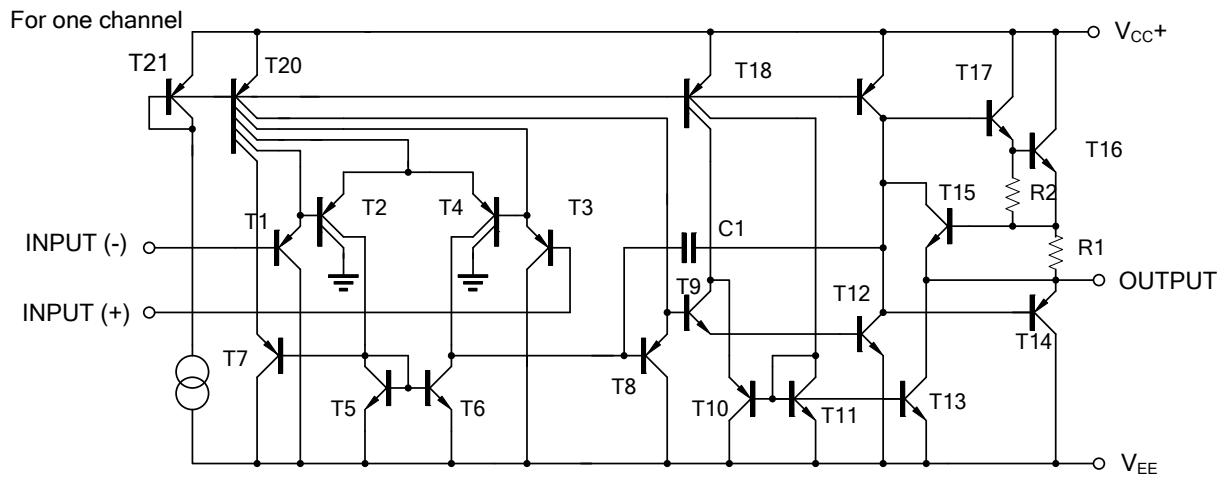 For one channel
VCC+
T21
T20
T18
T17
T16
R2
T15
T1
T2
T4
T3
INPUT (-)
C1
R1
OUTPUT
INPUT (+)
T9
T12
T14
T7
T8
T5
T6
T10
T11
T13
VEE